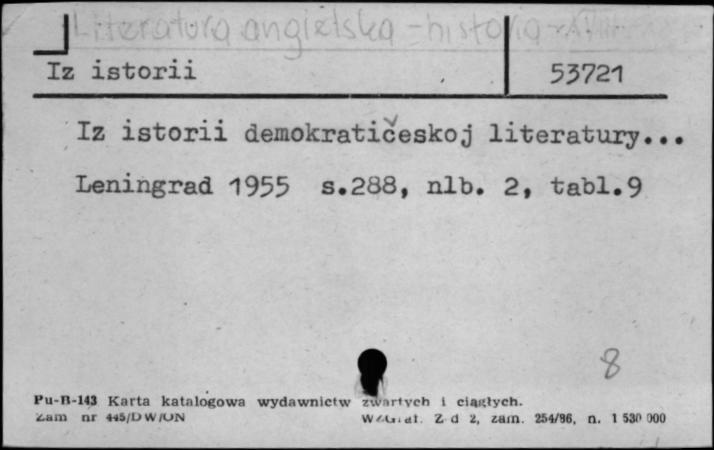 Literatura angielska - historia - XVIII
Iz istorii 53721
Iz istorii demokratičeskoj literatury...
Leningrad 1955 s.288, nlb. 2, tabl.9
8
Pu-B-143 Karta katalogowa wydawnictw zwartych i ciągłych.
Zam nr 445/DW/ON Z d 2, zam. 254/86, n. 1 530 000